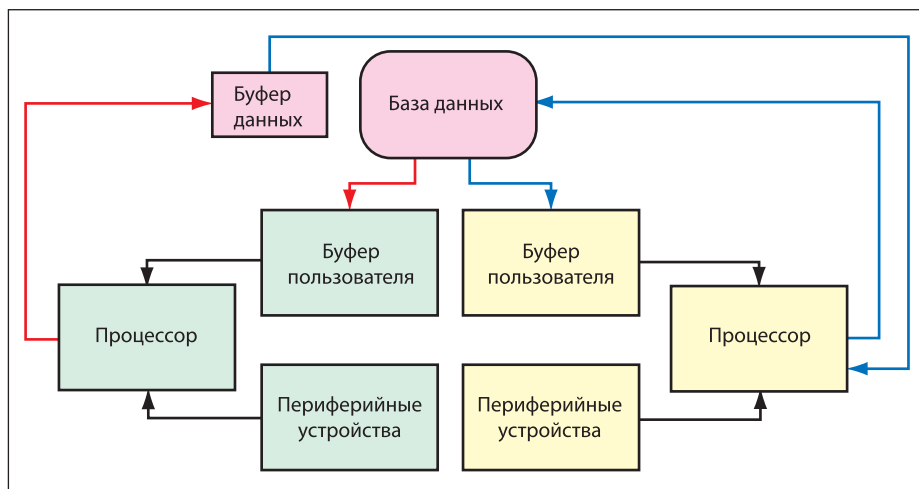 Буфер
данных
База данных
Буфер
пользователя
Буфер
пользователя
Процессор
Процессор
Периферийные
устройства
Периферийные
устройства